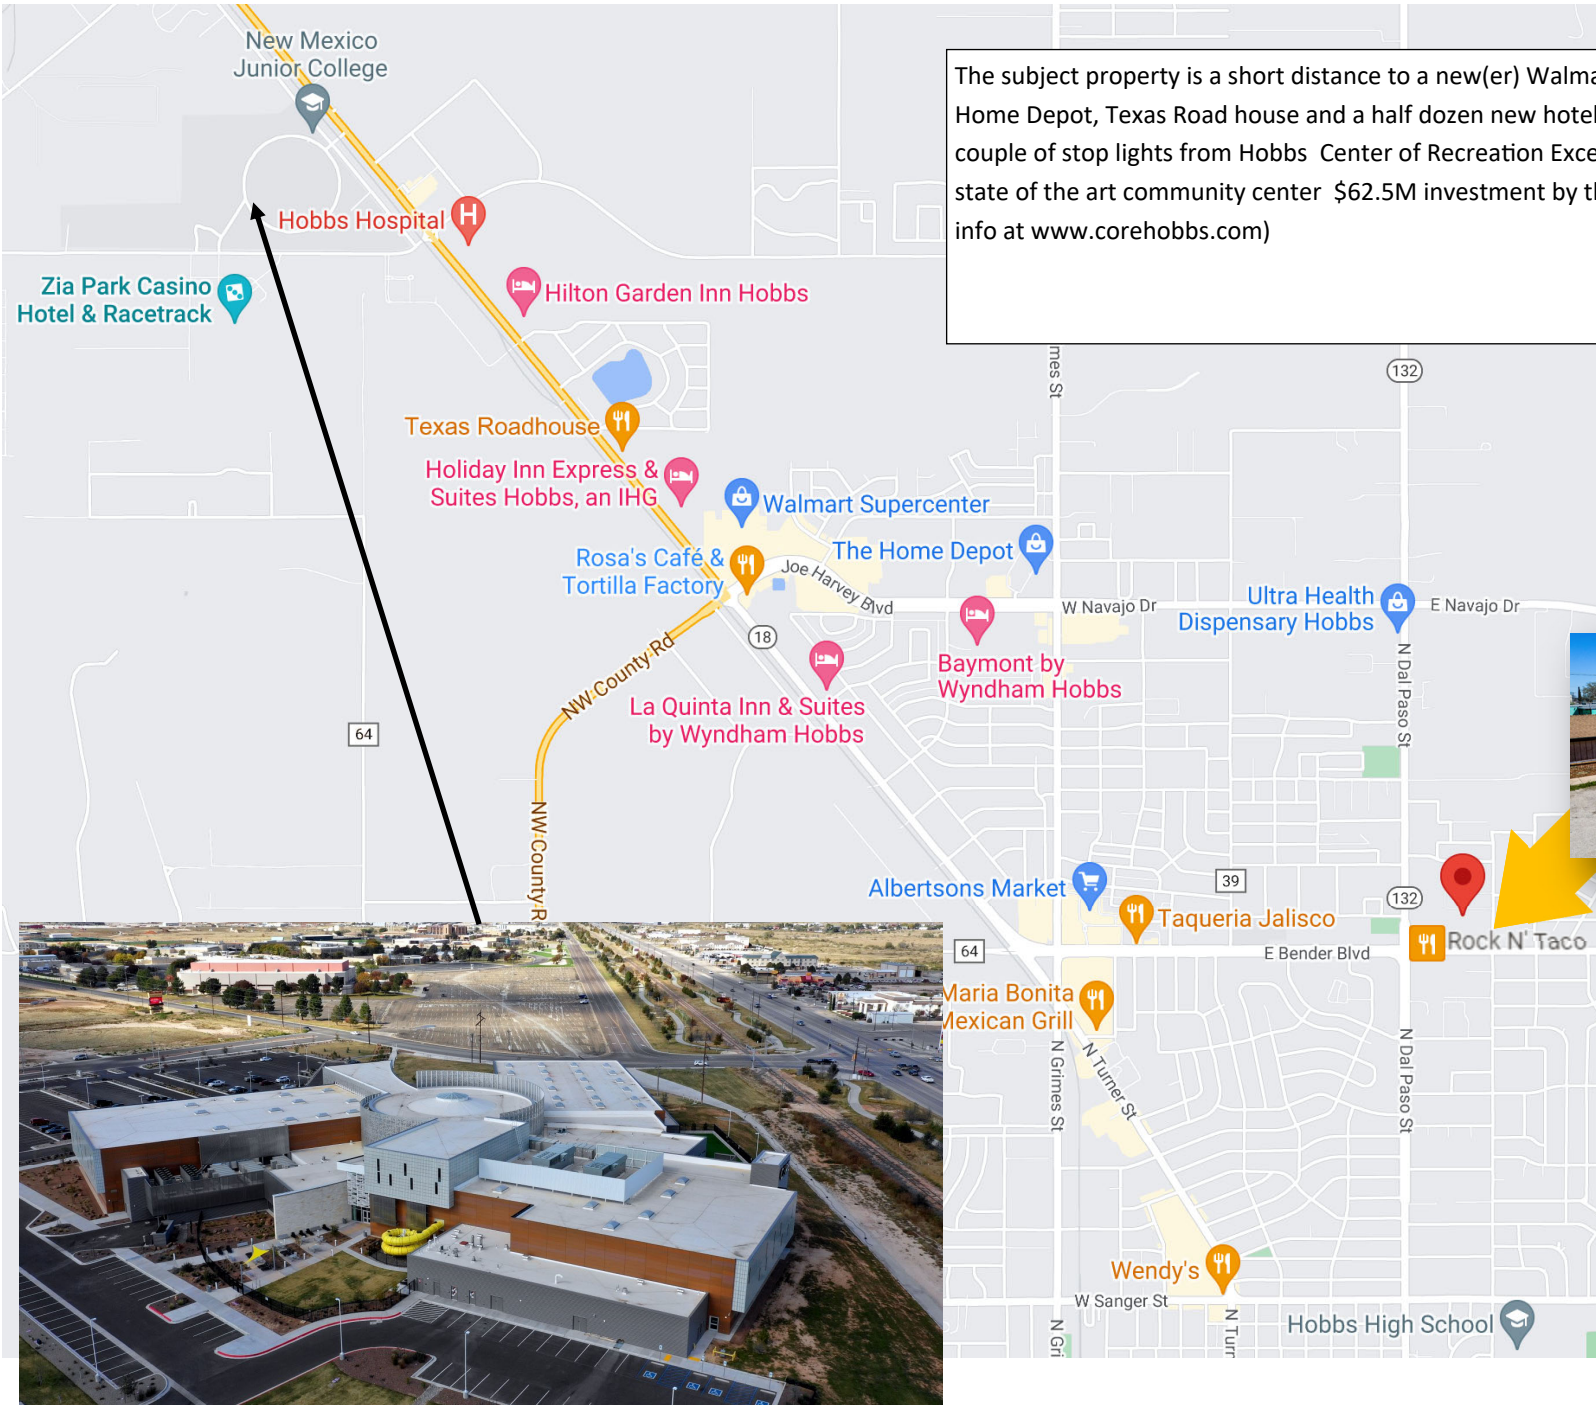 New Mexico
Junior College
The subject property is a short distance to a new(er) Walma
Home Depot, Texas Road house and a half dozen new hotel
couple of stop lights from Hobbs  Center of Recreation Exce
state of the art community center  $62.5M investment by t
info at www.corehobbs.com)
Hobbs Hospital
H
Zia Park Casino
Hotel & Racetrack
Hilton Garden Inn Hobbs
mes St
132
Texas Roadhouse
Holiday Inn Express &
Suites Hobbs, an IHG
Walmart Supercenter
The Home Depot
Rosa's Café &
Tortilla Factory
Joe Harvey Blvd
W Navajo Dr
Ultra Health
Dispensary Hobbs
E Navajo Dr
18
NW County Rd
Baymont by
Wyndham Hobbs
La Quinta Inn & Suites
by Wyndham Hobbs
N Dal Paso St
64
NW County R
Albertsons Market
39
132
Taqueria Jalisco
64
E Bender Blvd
Rock N' Taco
Maria Bonita
Mexican Grill
N Grimes St
N Turner St
N Dal Paso St
Wendy's
W Sanger St
N Gri
N Turr
Hobbs High School